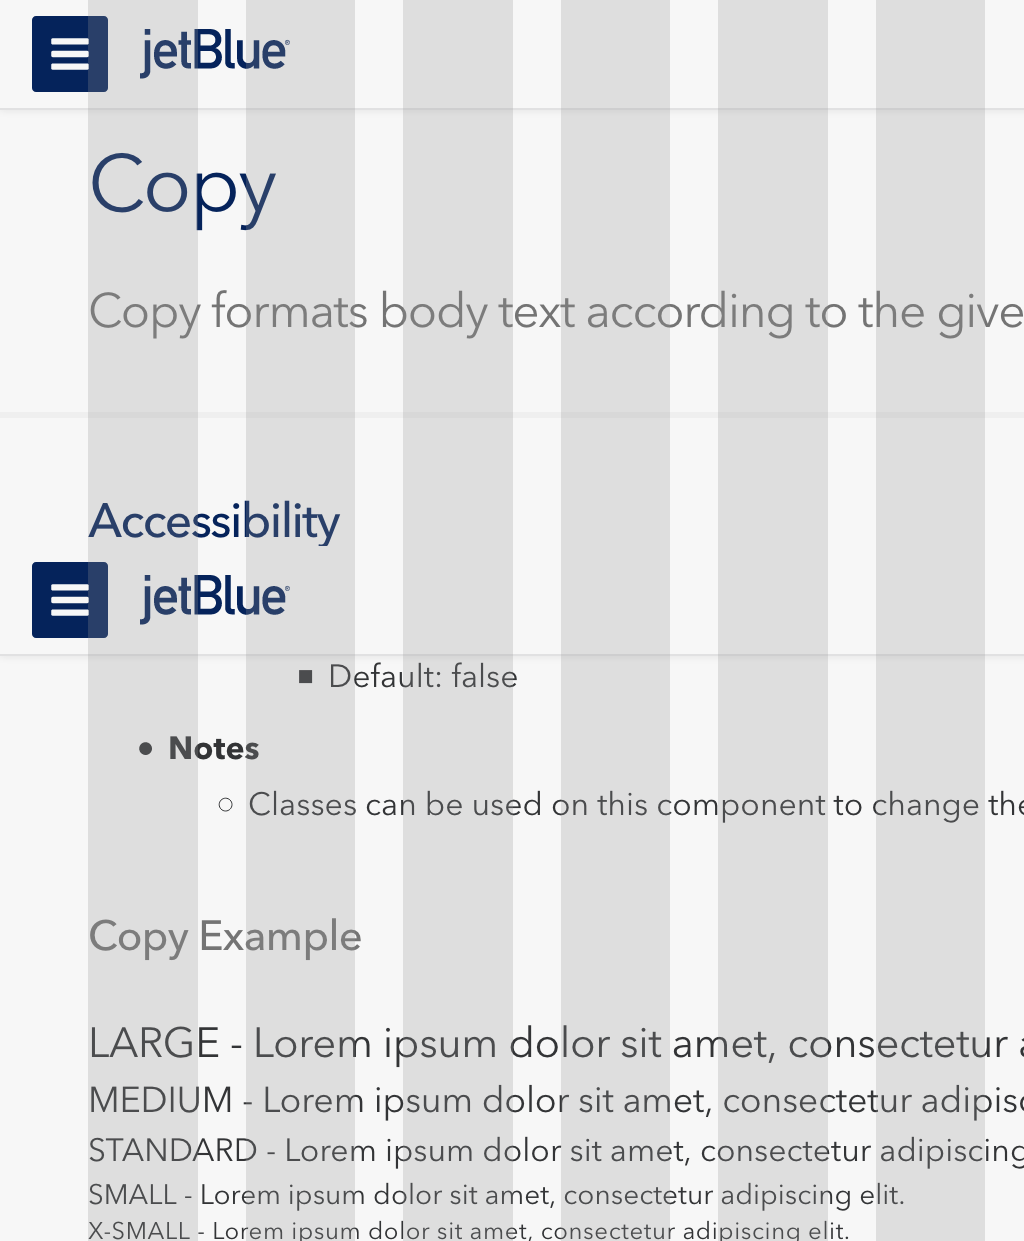 jetBlue
Copy
Copy formats body text according to the give
Accessibility
jetBlue
Default: false
Notes
Classes can be used on this component to change the
LARGE - Lorem ipsum dolor sit amet, consectetur a
MEDIUM - Lorem ipsum dolor sit amet, consectetur adipisc
STANDARD - Lorem ipsum dolor sit amet, consectetur adipiscing
SMALL - Lorem ipsum dolor sit amet, consectetur adipiscing elit.
X-SMALL - Lorem ipsum dolor sit amet, consectetur adipiscing elit.